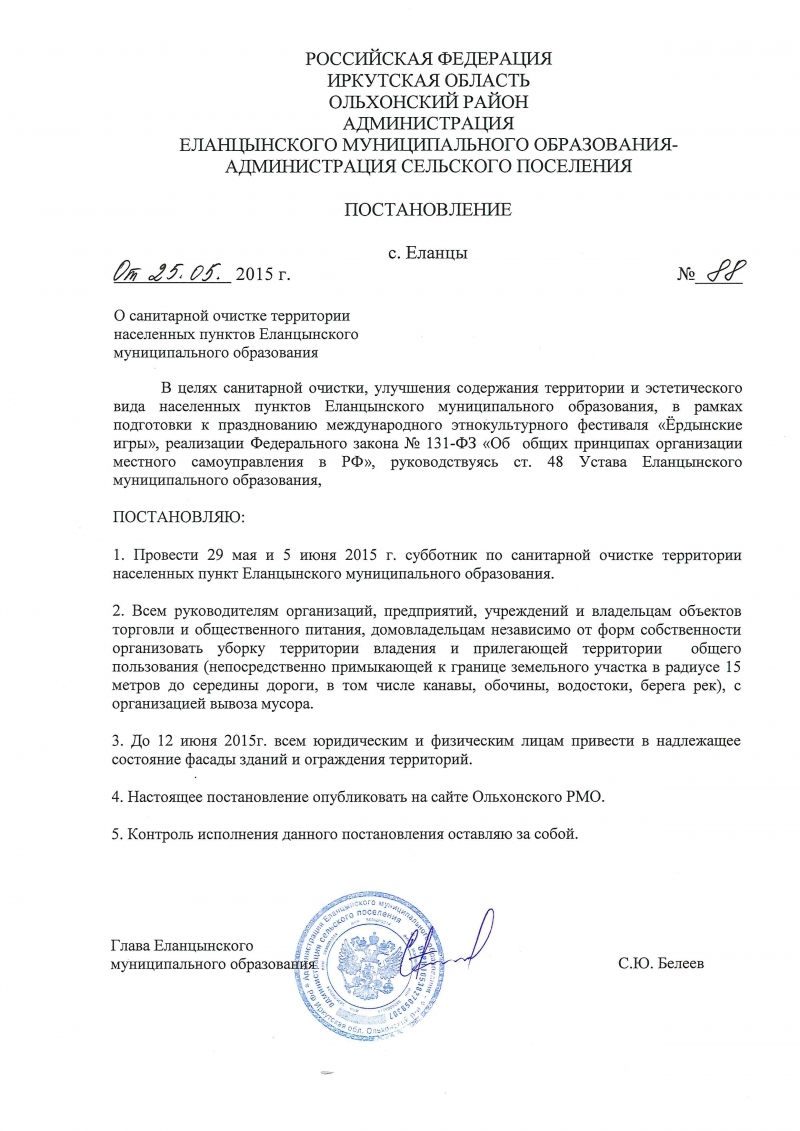 РОССИЙСКАЯ ФЕДЕРАЦИЯ
ИРКУТСКАЯ ОБЛАСТЬ
ОЛЬХОНСКИЙ РАЙОН
АДМИНИСТРАЦИЯ
ЕЛАНЦЫНСКОГО МУНИЦИПАЛЬНОГО ОБРАЗОВАНИЯ-
АДМИНИСТРАЦИЯ СЕЛЬСКОГО ПОСЕЛЕНИЯ
ПОСТАНОВЛЕНИЕ
с. Еланцы
От 25.05. 2015 г. № 88
О санитарной очистке территории
населенных пунктов Еланцынского
муниципального образования
В целях санитарной очистки, улучшения содержания территории и эстетического
вида населенных пунктов Еланцынского муниципального образования, в рамках
подготовки к празднованию международного этнокультурного фестиваля «Ёрдынские
игры», реализации Федерального закона № 131-ФЗ «Об общих принципах организации
местного самоуправления в РФ», руководствуясь ст. 48 Устава Еланцынского
муниципального образования,
ПОСТАНОВЛЯЮ:
1. Провести 29 мая и 5 июня 2015 г. субботник по санитарной очистке территории
населенных пункт Еланцынского муниципального образования.
2. Всем руководителям организаций, предприятий, учреждений и владельцам объектов
торговли и общественного питания, домовладельцам независимо от форм собственности
организовать уборку территории владения и прилегающей территории общего
пользования (непосредственно примыкающей к границе земельного участка в радиусе 15
метров до середины дороги, в том числе канавы, обочины, водостоки, берега рек), с
организацией вывоза мусора.
3. До 12 июня 2015г. всем юридическим и физическим лицам привести в надлежащее
состояние фасады зданий и ограждения территорий.
4. Настоящее постановление опубликовать на сайте Ольхонского РМО.
5. Контроль исполнения данного постановления оставляю за собой.
Глава Еланцынского
муниципального образования С.Ю. Белеев
Администрация Еланцынского муниципального образования
администрация сельского поселения
РФ Иркутская обл. Ольхонский р-н